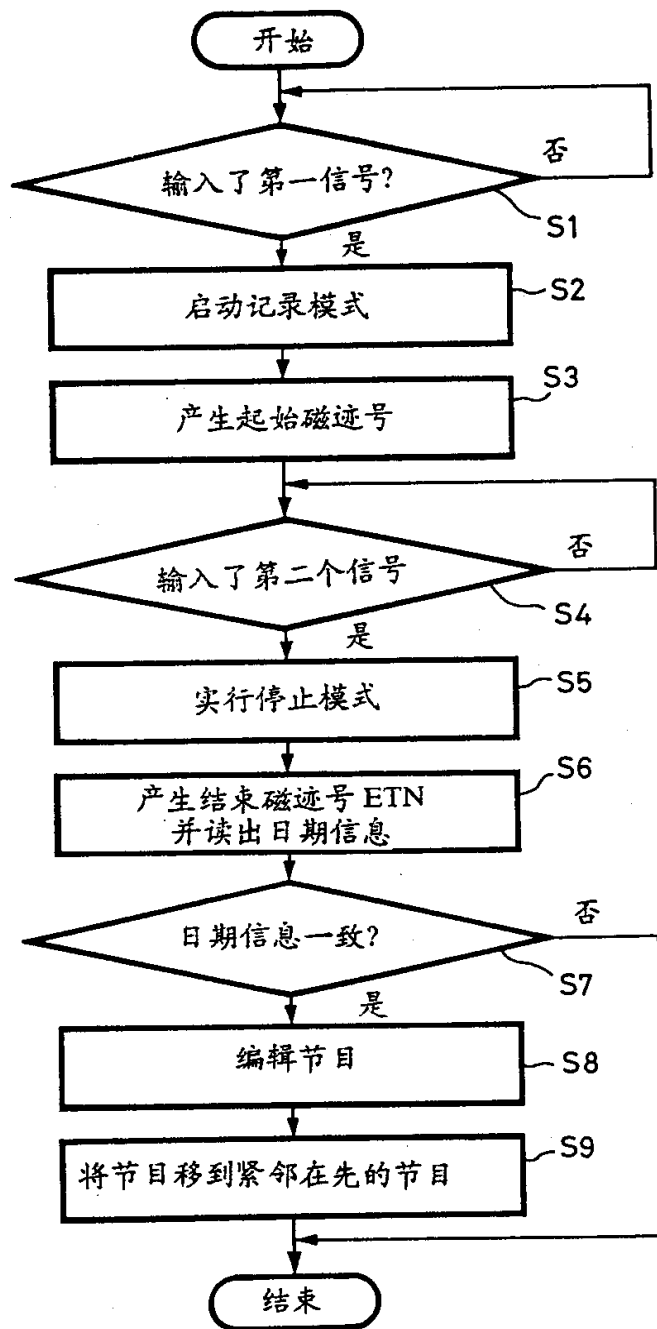 开始
否
输入了第一信号?
S1
是
启动记录模式
S2
S3
产生起始磁迹号
否
输入了第二个信号
S4
是
实行停止模式
S5
S6
产生结束磁迹号 ETN
并读出日期信息
否
日期信息一致?
S7
是
编辑节目
S8
S9
将节目移到紧邻在先的节目
结束